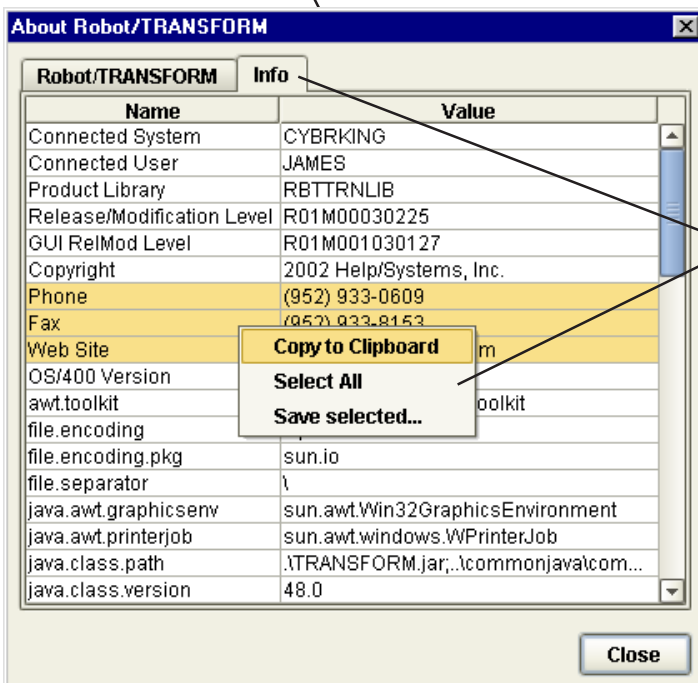 About Robot/TRANSFORM
Robot/TRANSFORM Info
Name Value
Connected System CYBRKING
Connected User JAMES
Product Library RBTTRNLIB
Release/Modification Level R01M00030225
GUI RelMod Level R01M001030127
Copyright 2002 Help/Systems, Inc.
Phone (952) 933-0609
Fax (952) 933-8153
Web Site m
OS/400 Version
awt.toolkit oolkit
file.encoding
file.encoding.pkg sun.io
file.separator \
java.awt.graphicsenv sun.awt.Win32GraphicsEnvironment
java.awt.printerjob sun.awt.windows.WPrinterJob
java.class.path .\TRANSFORM.jar;..\commonjava\com...
java.class.version 48.0
Copy to Clipboard
Select All
Save selected...
Close